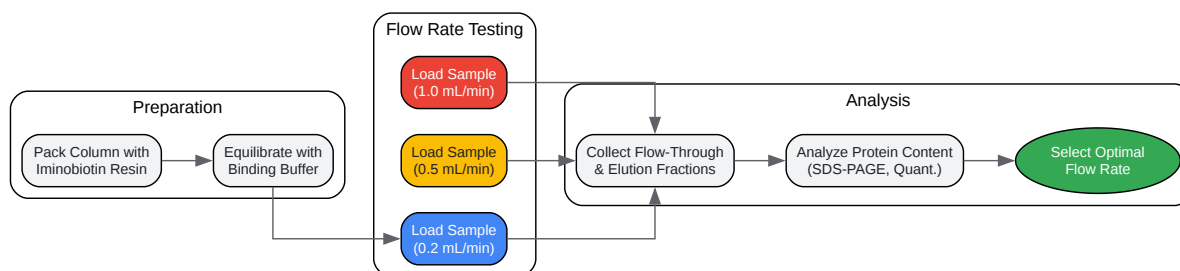 Preparation
Pack Column with
Iminobiotin Resin
Equilibrate with
Binding Buffer
Flow Rate Testing
Load Sample
(1.0 mL/min)
Load Sample
(0.5 mL/min)
Load Sample
(0.2 mL/min)
Analysis
Collect Flow-Through
& Elution Fractions
Analyze Protein Content
(SDS-PAGE, Quant.)
Select Optimal
Flow Rate